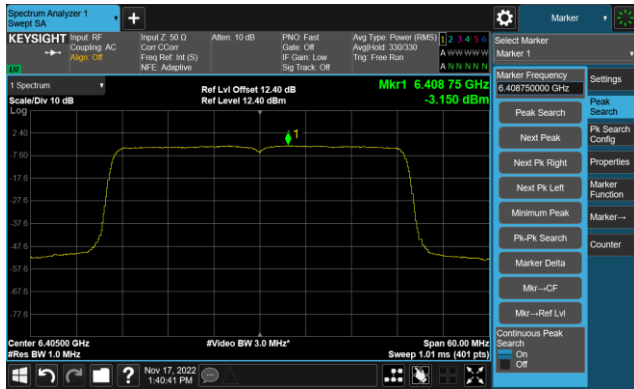 Spectrum Analyzer 1
Swept SA
Marker
KEYSIGHT
Input: RF
Coupling: AC
Align: Off
Input Z: 50 Ω
Corr CCorr
Freq Ref: Int (S)
NFE: Adaptive
Atten: 10 dB
PNO: Fast
Gate: Off
IF Gain: Low
Sig Track: Off
Avg Type: Power (RMS)
Avg|Hold: 330/330
Trig: Free Run
1 2 3 4 5 6
A W W W W W
A N N N N N
Select Marker
Marker 1
1 Spectrum
Scale/Div 10 dB
Log
Ref Lvl Offset 12.40 dB
Ref Level 12.40 dBm
Mkr1 6.408 75 GHz
-3.150 dBm
1
2.40
-7.60
-17.6
-27.6
-37.6
-47.6
-57.6
-67.6
-77.6
Center 6.40500 GHz
#Res BW 1.0 MHz
#Video BW 3.0 MHz*
Span 60.00 MHz
Sweep 1.01 ms (401 pts)
Nov 17, 2022
1:40:41 PM
Marker Frequency
6.408750000 GHz
Peak Search
Next Peak
Next Pk Right
Next Pk Left
Minimum Peak
Pk-Pk Search
Marker Delta
Mkr→CF
Mkr→Ref Lvl
Continuous Peak
Search
On
Off
Settings
Peak
Search
Pk Search
Config
Properties
Marker
Function
Marker→
Counter